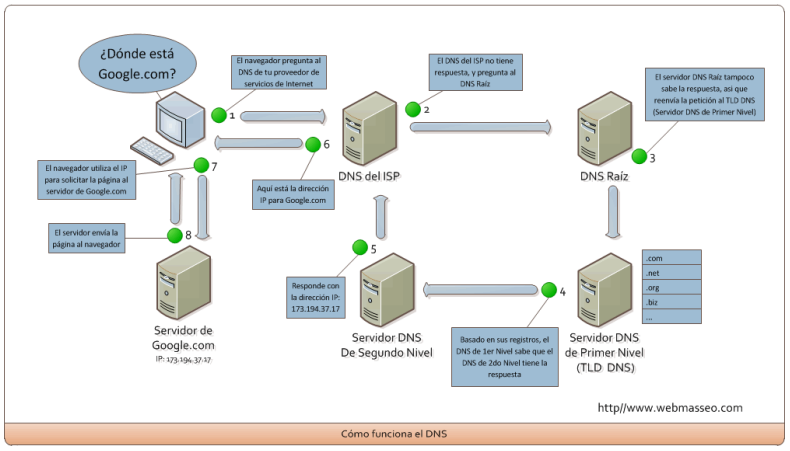 ¿Dónde está
Google.com?
El navegador pregunta al
DNS de tu proveedor de
servicios de Internet
1
El DNS del ISP no tiene
respuesta, y pregunta al
DNS Raíz
2
El servidor DNS Raíz tampoco
sabe la respuesta, asi que
reenvía la petición al TLD DNS
(Servidor DNS de Primer Nivel)
3
DNS del ISP
DNS Raíz
6
Aquí está la dirección
IP para Google.com
7
El navegador utiliza el IP
para solicitar la página al
servidor de Google.com
8
El servidor envía la
página al navegador
5
Responde con
la dirección IP:
173.194.37.17
4
Basado en sus registros, el
DNS de 1er Nivel sabe que el
DNS de 2do Nivel tiene la
respuesta
.com
.net
.org
.biz
...
Servidor de
Google.com
IP: 173.194.37.17
Servidor DNS
De Segundo Nivel
Servidor DNS
de Primer Nivel
(TLD DNS)
http//www.webmasseo.com
Cómo funciona el DNS